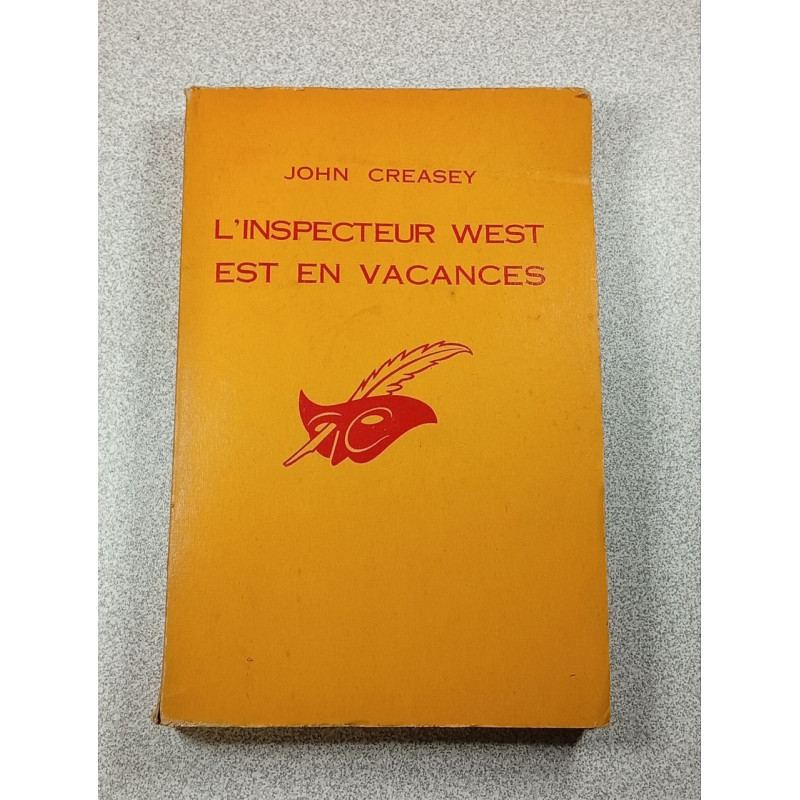 JOHN CREASEY
L'INSPECTEUR WEST
EST EN VACANCES